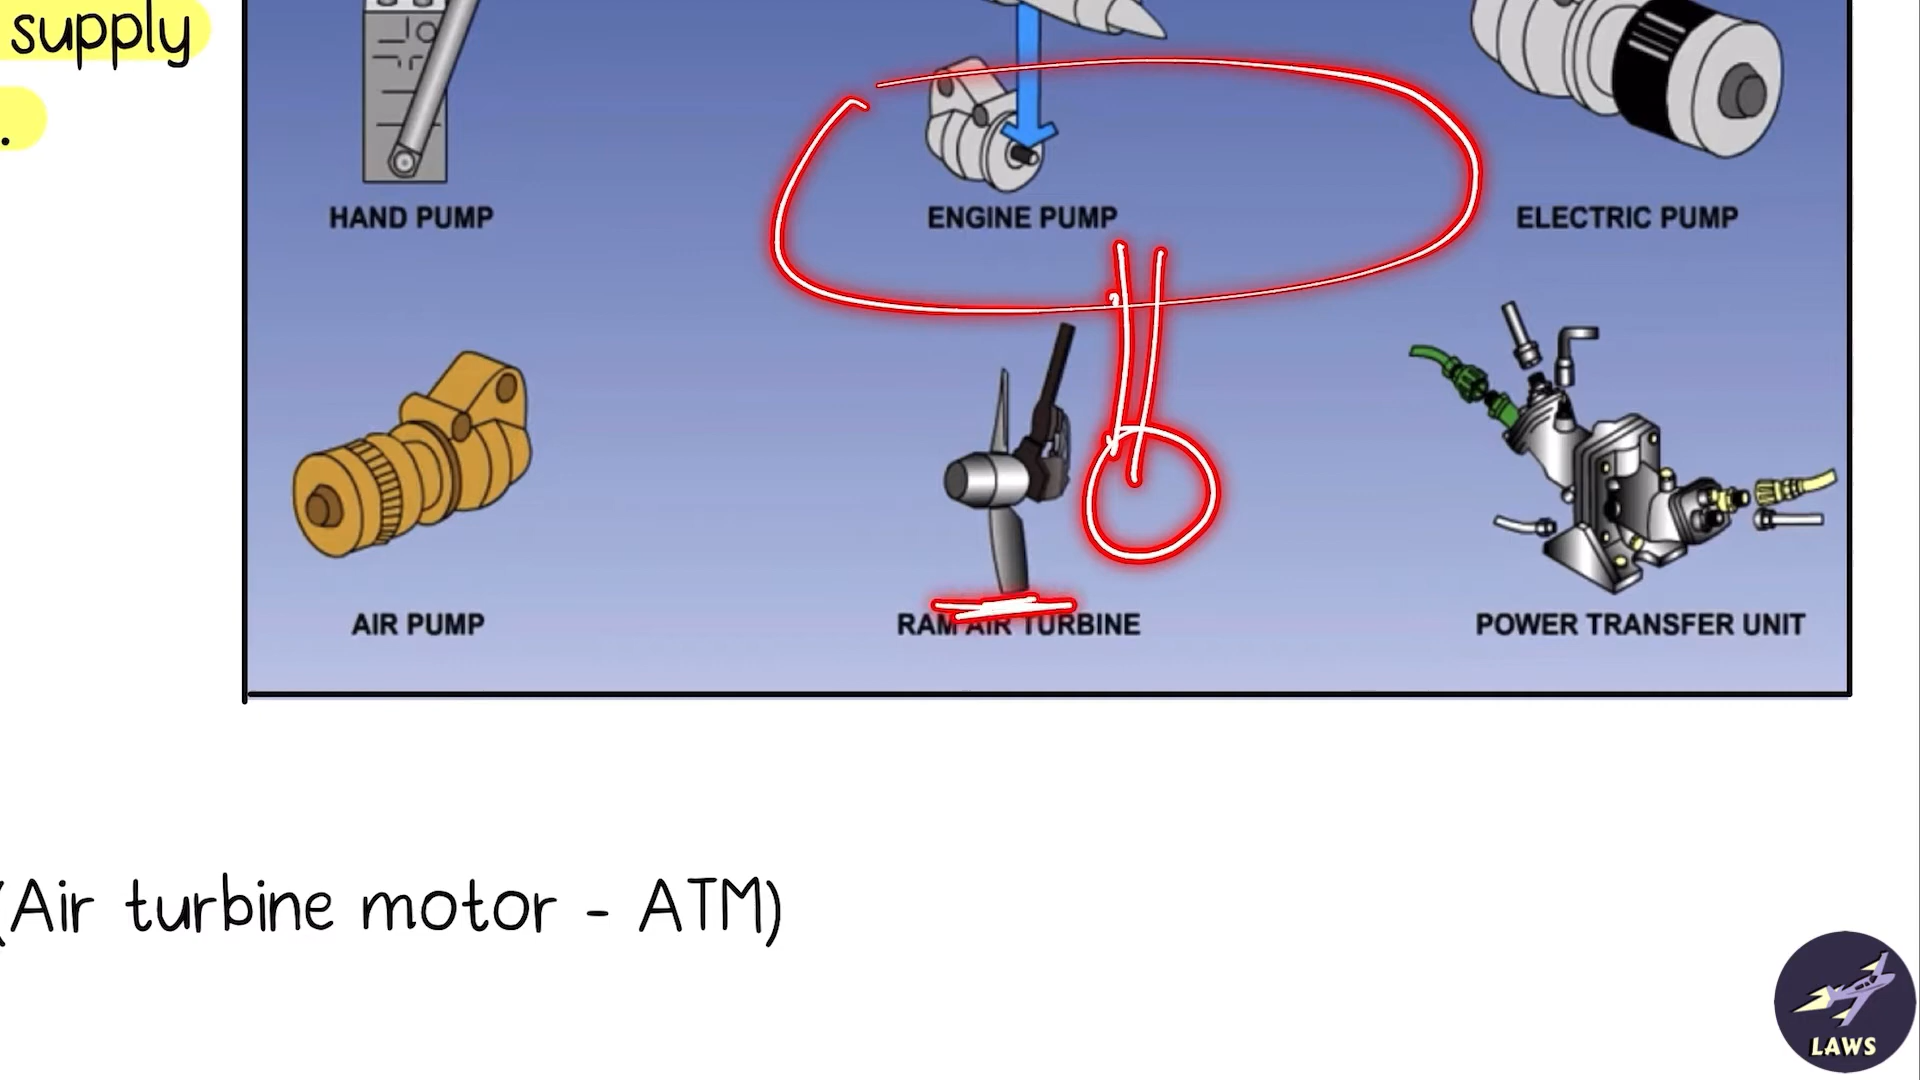 supply
.
HAND PUMP
ENGINE PUMP
ELECTRIC PUMP
AIR PUMP
RAM AIR TURBINE
POWER TRANSFER UNIT
(Air turbine motor - ATM)
LAWS